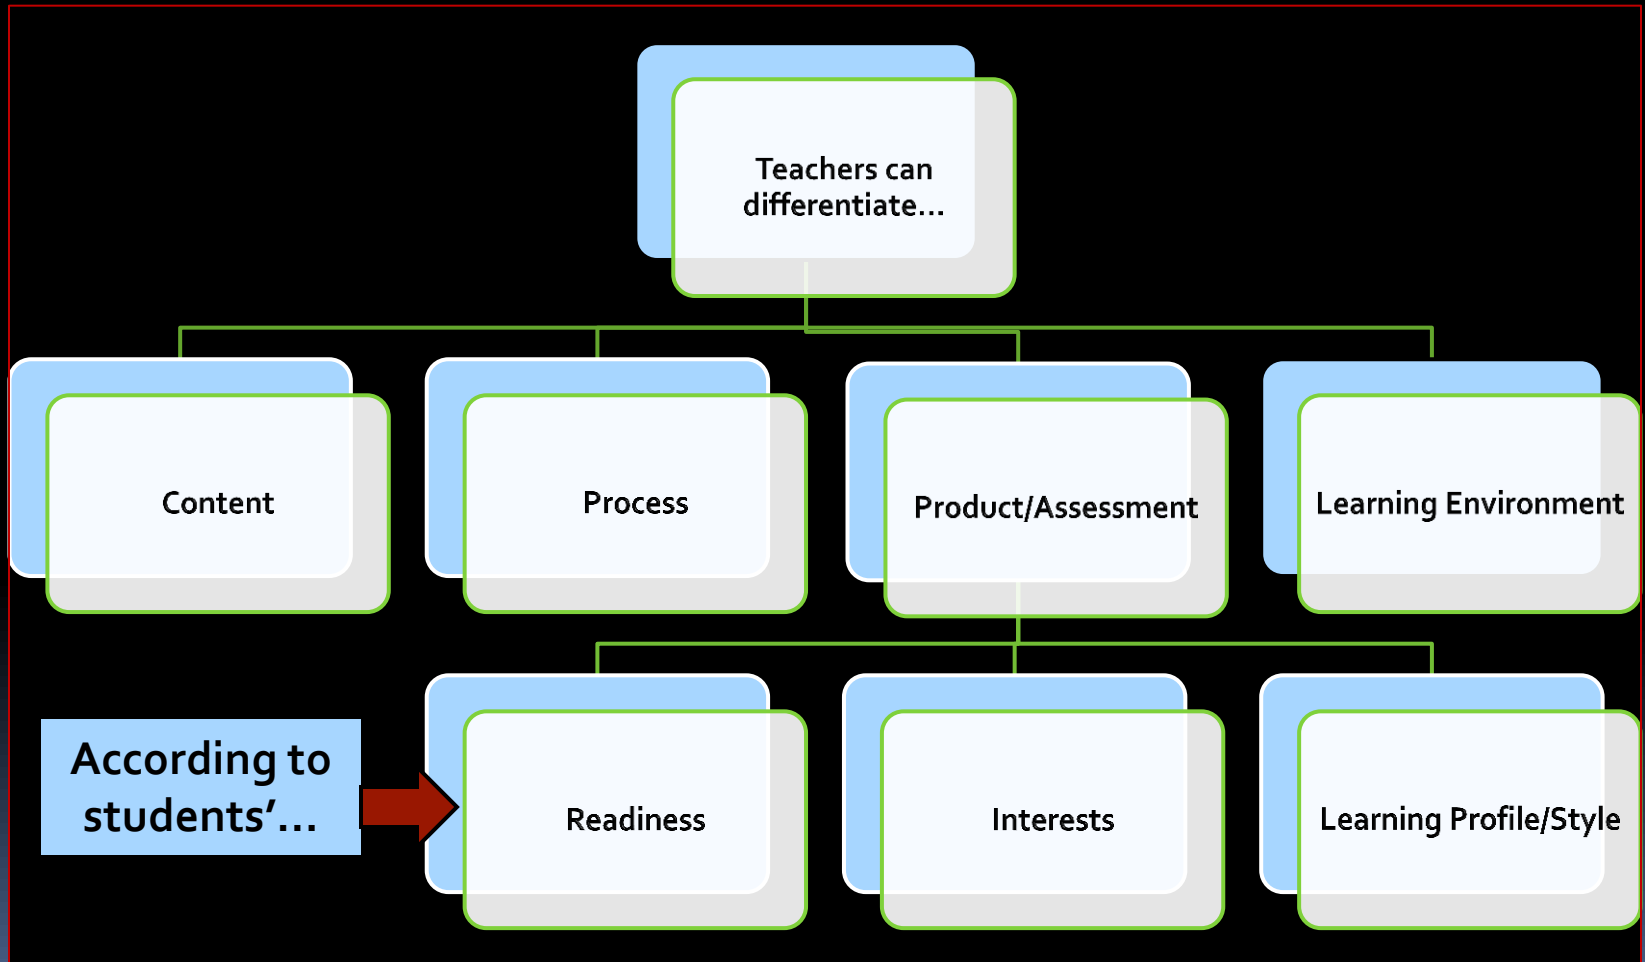 Teachers can
differentiate...
Content
Process
Product/Assessment
Learning Environment
According to
students’...
Readiness
Interests
Learning Profile/Style